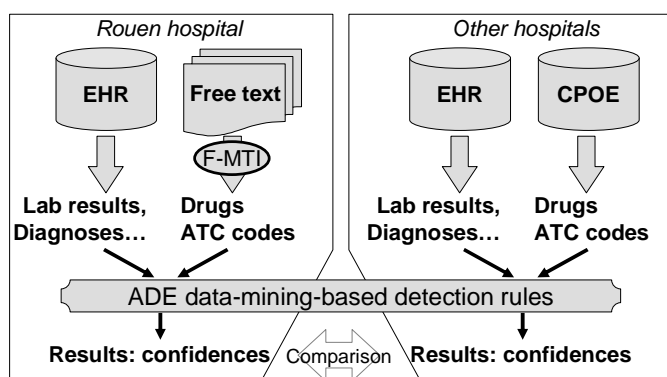 Rouen hospital
EHR
Free text
F-MTI
Lab results,
Diagnoses…
Drugs
ATC codes
Other hospitals
EHR
CPOE
Lab results,
Diagnoses…
Drugs
ATC codes
ADE data-mining-based detection rules
Results: confidences
Comparison
Results: confidences